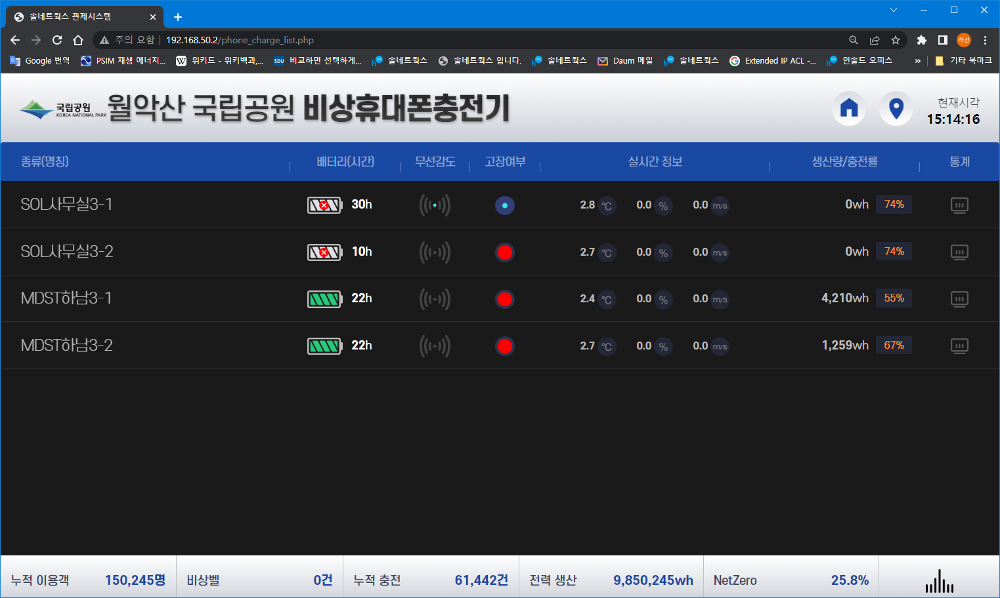 솔네트웍스 관제시스템
주의 요함 192.168.50.2/phone_charge_list.php 하선
Google 번역 PSIM 재생 에너지... W 위키드 - 위키백과,... SDU 비교하면 선택하게... 솔네트웍스 솔네트웍스 입니다. 솔네트웍스 Daum 메일 솔네트웍스 Extended IP ACL -... 인솔드 오피스 » 기타 북마크
국립공원 KOREA NATIONAL PARK 월악산 국립공원 비상휴대폰충전기
현재시각
15:14:16
종류(명칭) 배터리(시간) 무선감도 고장여부 실시간 정보 생산량/충전률 통계
SOL사무실3-1 30h 2.8 ℃ 0.0 % 0.0 m/s 0wh 74%
SOL사무실3-2 10h 2.7 ℃ 0.0 % 0.0 m/s 0wh 74%
MDST하남3-1 22h 2.4 ℃ 0.0 % 0.0 m/s 4,210wh 55%
MDST하남3-2 22h 2.7 ℃ 0.0 % 0.0 m/s 1,259wh 67%
누적 이용객 150,245명 비상벨 0건 누적 충전 61,442건 전력 생산 9,850,245wh NetZero 25.8%